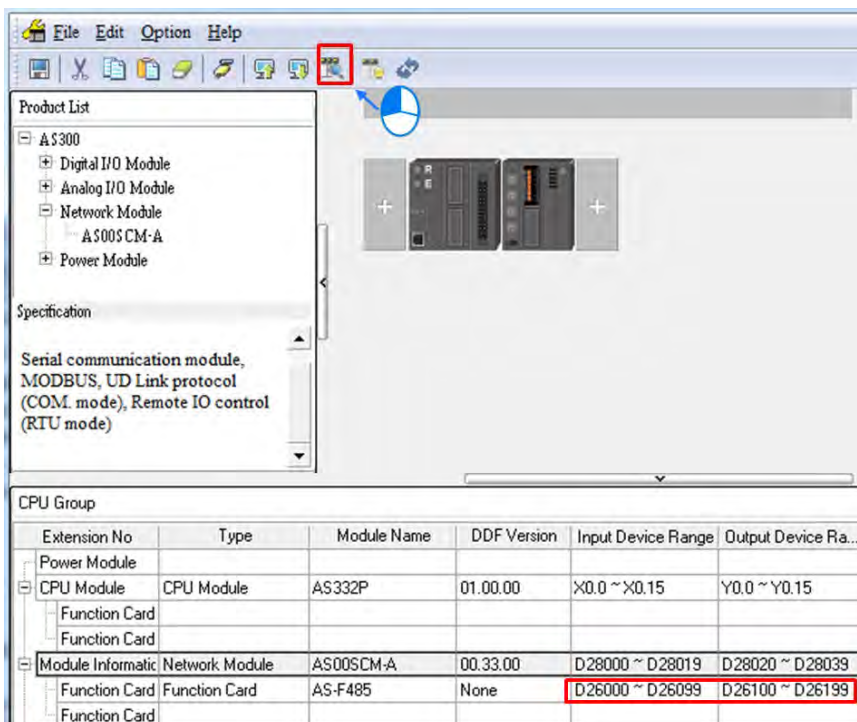 File Edit Option Help
Product List
AS300
Digital I/O Module
Analog I/O Module
Network Module
AS00SCM-A
Power Module
Specification
Serial communication module,
MODBUS, UD Link protocol
(COM. mode), Remote IO control
(RTU mode)
R
E
CPU Group
Extension No Type Module Name DDF Version Input Device Range Output Device Ra...
Power Module
CPU Module CPU Module AS332P 01.00.00 X0.0 ~ X0.15 Y0.0 ~ Y0.15
Function Card
Function Card
Module Informatic Network Module AS00SCM-A 00.33.00 D28000 ~ D28019 D28020 ~ D28039
Function Card Function Card AS-F485 None D26000 ~ D26099 D26100 ~ D26199
Function Card